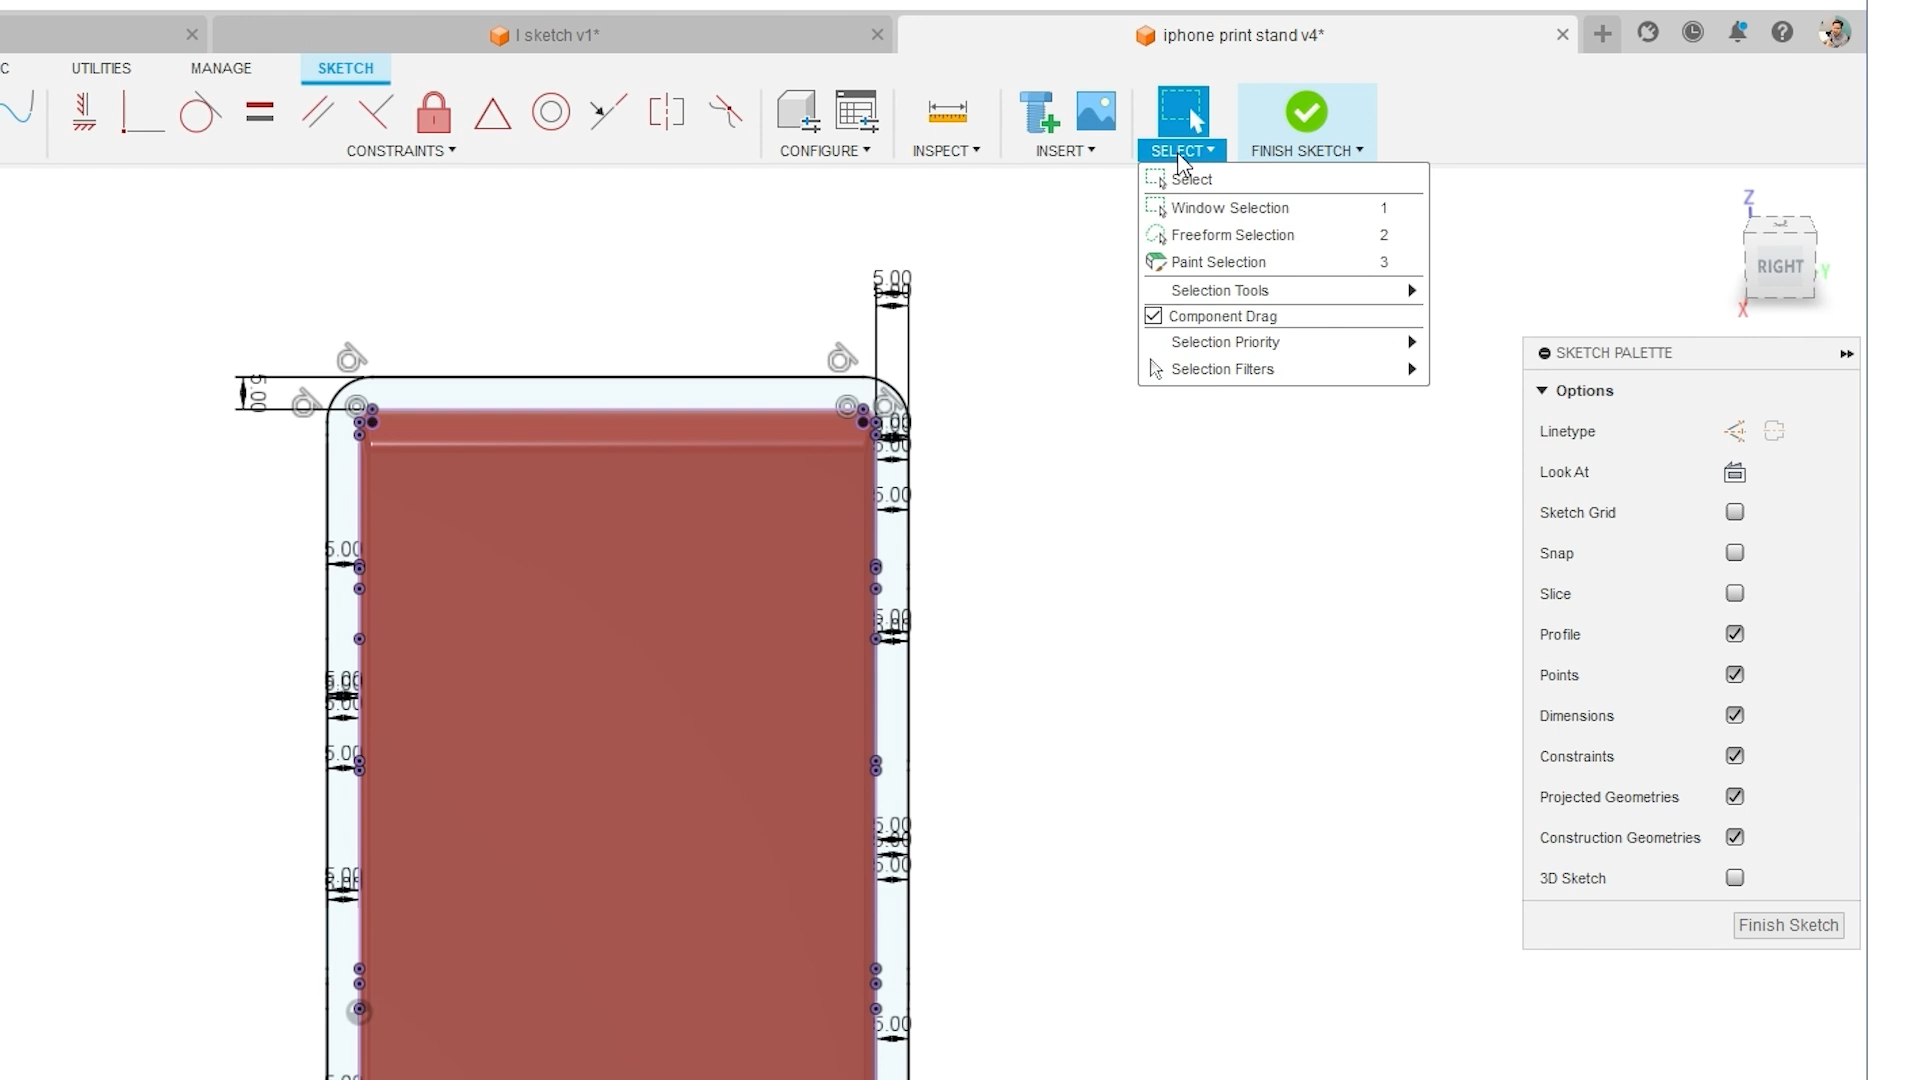 I sketch v1*
iphone print stand v4*
C
UTILITIES
MANAGE
SKETCH
CONSTRAINTS
CONFIGURE
INSPECT
INSERT
SELECT
FINISH SKETCH
Select
Window Selection 1
Freeform Selection 2
Paint Selection 3
Selection Tools
Component Drag
Selection Priority
Selection Filters
Z
RIGHT
Y
X
SKETCH PALETTE
Options
Linetype
Look At
Sketch Grid
Snap
Slice
Profile
Points
Dimensions
Constraints
Projected Geometries
Construction Geometries
3D Sketch
Finish Sketch
5.00
5.00
5.00
5.00
5.00
5.00
5.00
5.00
5.00